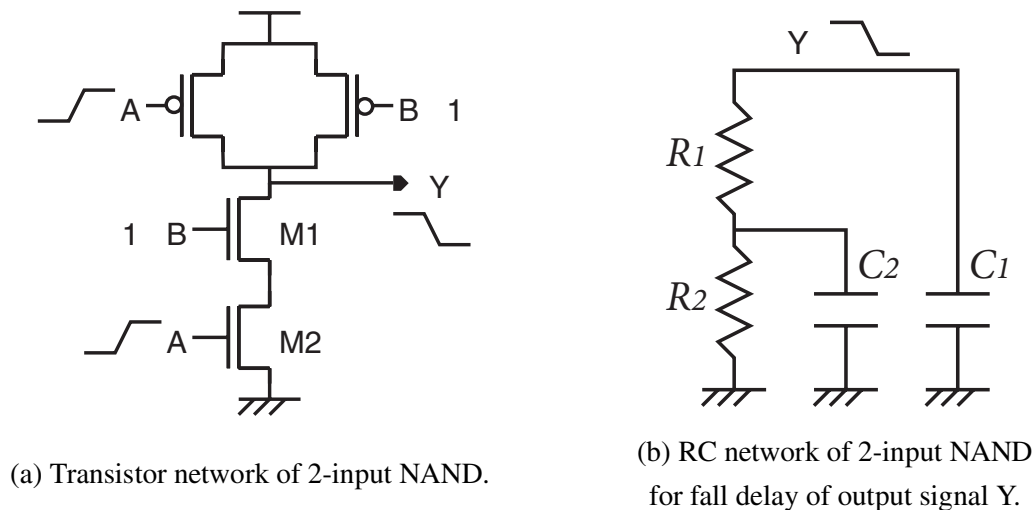 Y
A
B 1
R1
Y
1 B
M1
C2
C1
R2
A
M2
(a) Transistor network of 2-input NAND.
(b) RC network of 2-input NAND
for fall delay of output signal Y.